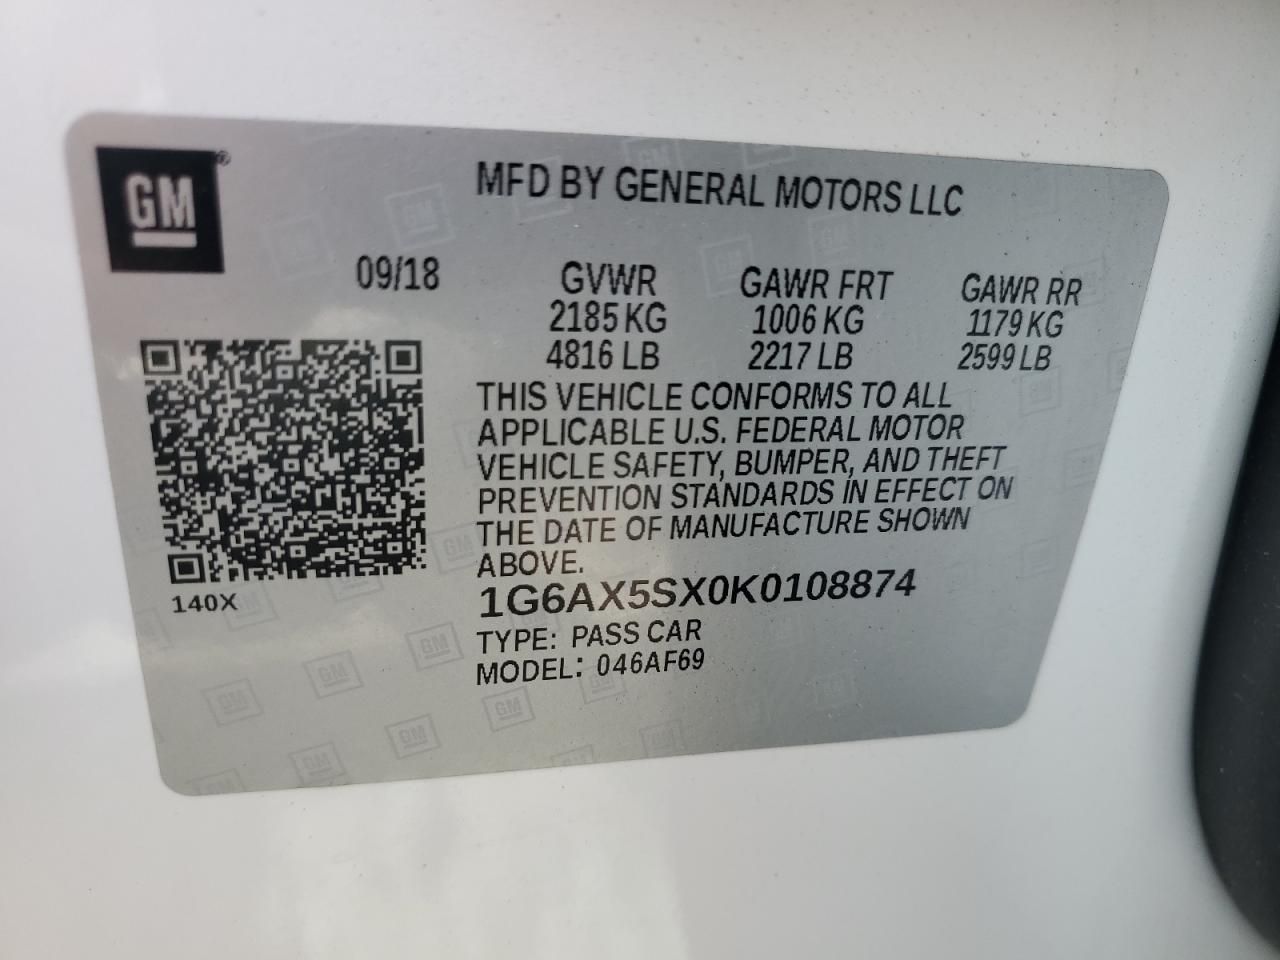 GM®
MFD BY GENERAL MOTORS LLC
09/18
GVWR GAWR FRT GAWR RR
2185 KG 1006 KG 1179 KG
4816 LB 2217 LB 2599 LB
THIS VEHICLE CONFORMS TO ALL
APPLICABLE U.S. FEDERAL MOTOR
VEHICLE SAFETY, BUMPER, AND THEFT
PREVENTION STANDARDS IN EFFECT ON
THE DATE OF MANUFACTURE SHOWN
ABOVE.
140X
1G6AX5SX0K0108874
TYPE: PASS CAR
MODEL: 046AF69